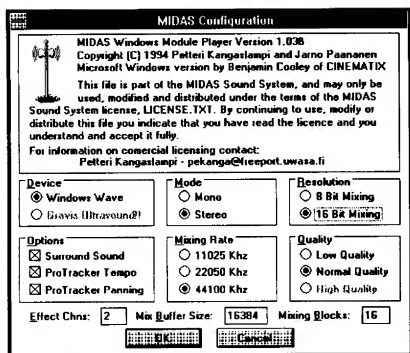 MIDAS Configuration
MIDAS Windows Module Player Version 1.03B
Copyright (C) 1994 Petteri Kangaslampi and Jarno Paananen
Microsoft Windows version by Benjamin Cooley of CINEMATIX
This file is part of the MIDAS Sound System, and may only be
used, modified and distributed under the terms of the MIDAS
Sound System license, LICENSE.TXT. By continuing to use, modify or
distribute this file you indicate that you have read the licence and you
understand and accept it fully.
For information on comercial licensing contact:
Petteri Kangaslampi - pekanga@freeport.uwasa.fi
Device
Windows Wave
Gravis Ultrasound!!
Mode
Mono
Stereo
Resolution
8 Bit Mixing
16 Bit Mixing
Options
Surround Sound
ProTracker Tempo
ProTracker Panning
Mixing Rate
11025 Khz
22050 Khz
44100 Khz
Quality
Low Quality
Normal Quality
High Quality
Effect Chns: 2 Mix Buffer Size: 16384 Mixing Blocks: 16
OK Cancel